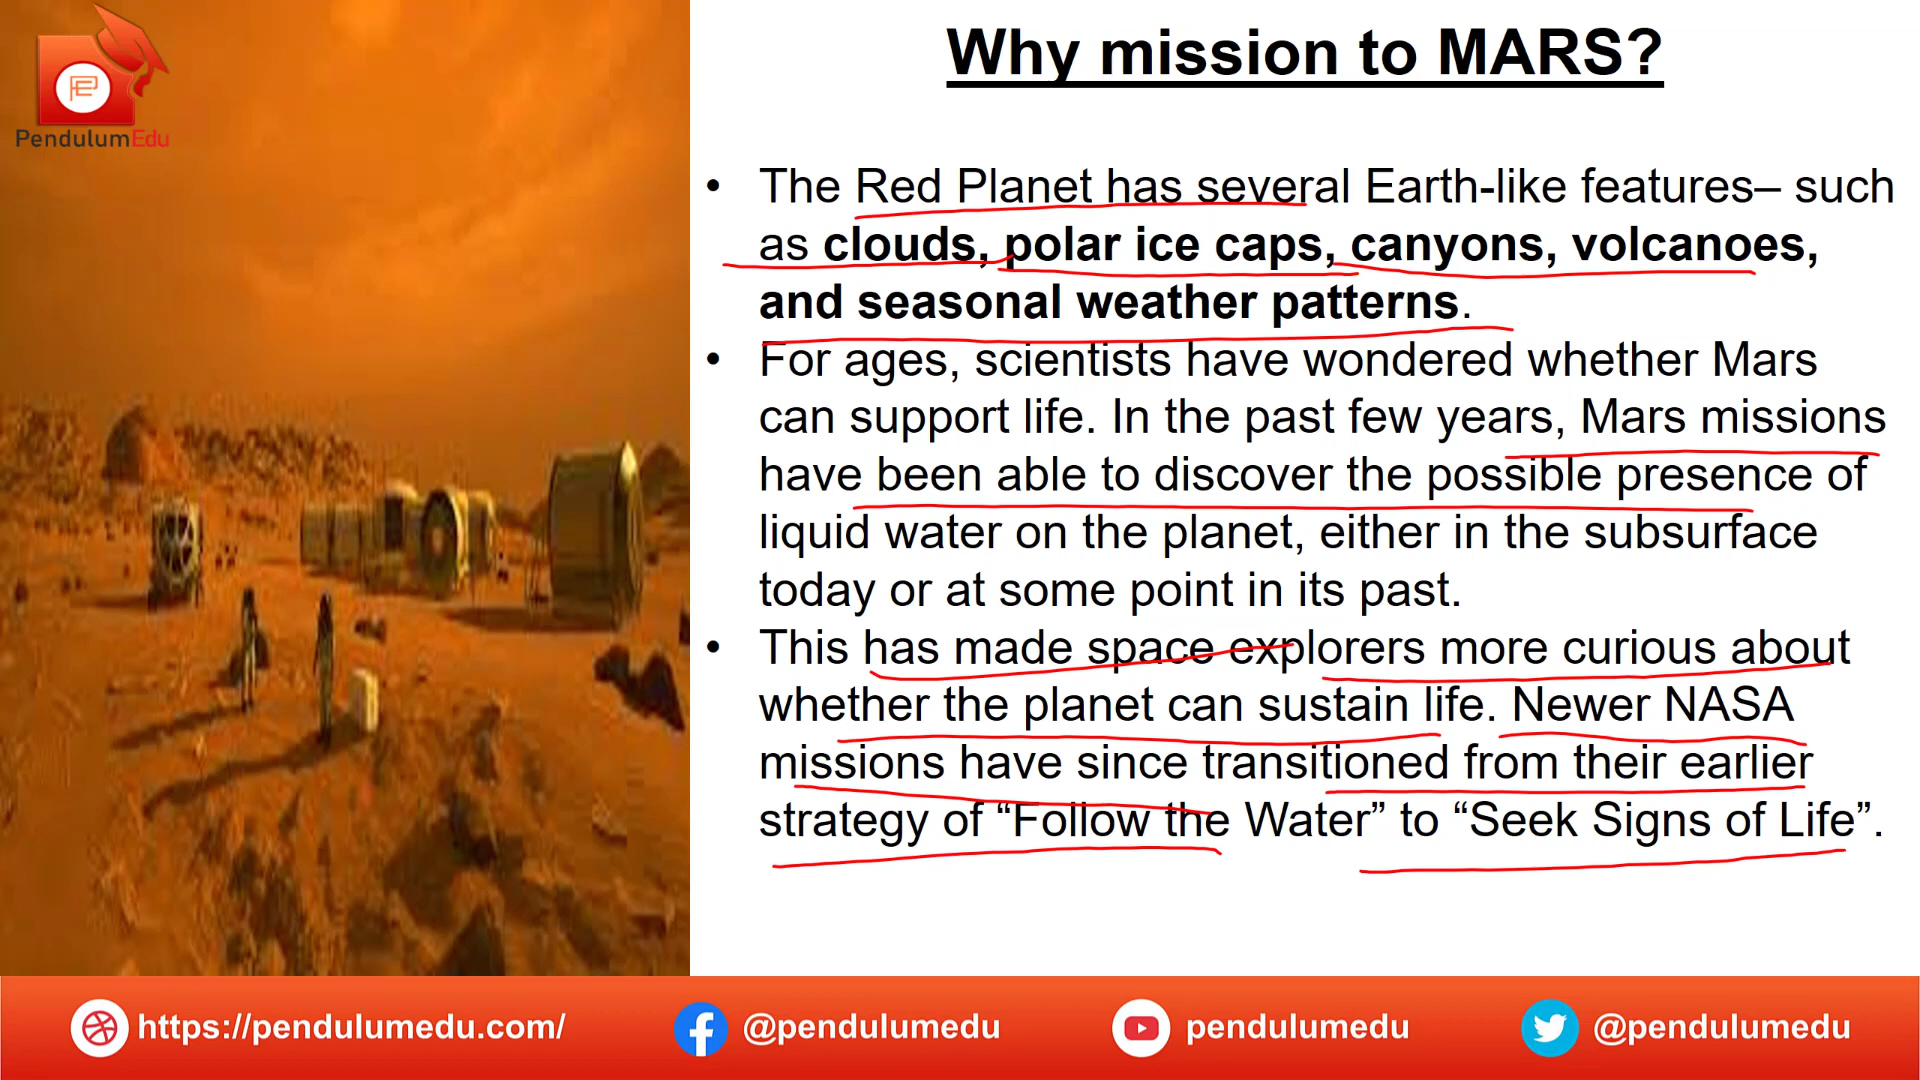 PendulumEdu
Why mission to MARS?
• The Red Planet has several Earth-like features– such
as clouds, polar ice caps, canyons, volcanoes,
and seasonal weather patterns.
• For ages, scientists have wondered whether Mars
can support life. In the past few years, Mars missions
have been able to discover the possible presence of
liquid water on the planet, either in the subsurface
today or at some point in its past.
• This has made space explorers more curious about
whether the planet can sustain life. Newer NASA
missions have since transitioned from their earlier
strategy of “Follow the Water” to “Seek Signs of Life”.
https://pendulumedu.com/
@pendulumedu
pendulumedu
@pendulumedu